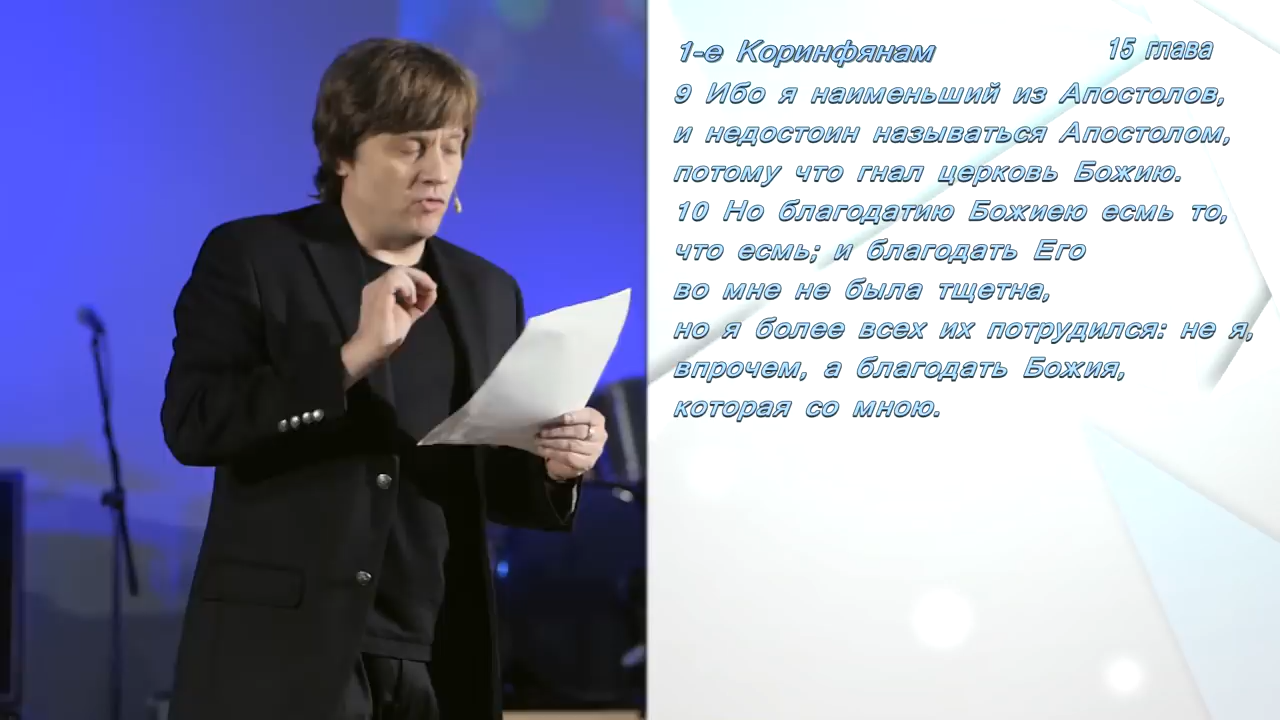 1-е Коринфянам 15 глава
9 Ибо я наименьший из Апостолов,
и недостоин называться Апостолом,
потому что гнал церковь Божию.
10 Но благодатию Божиею есмь то,
что есмь; и благодать Его
во мне не была тщетна,
но я более всех их потрудился: не я,
впрочем, а благодать Божия,
которая со мною.